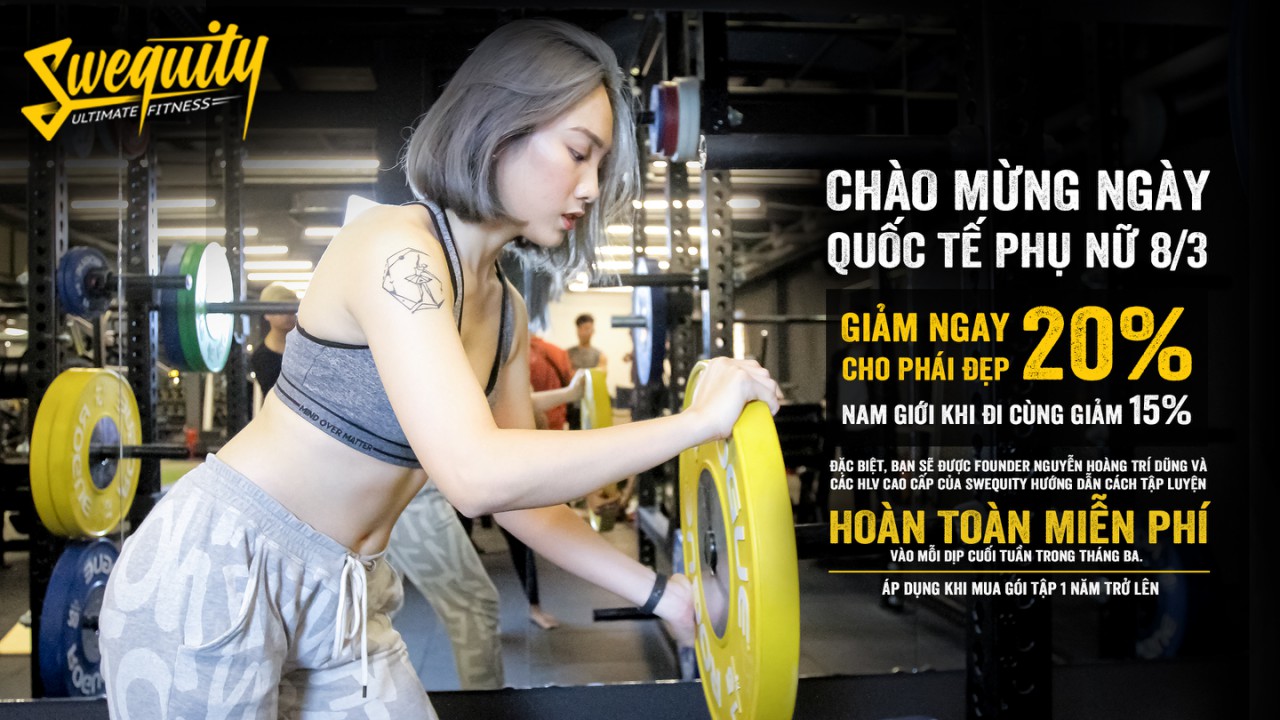 Swequity
ULTIMATE FITNESS
CHÀO MỪNG NGÀY
QUỐC TẾ PHỤ NỮ 8/3
GIẢM NGAY
CHO PHÁI ĐẸP
20%
NAM GIỚI KHI ĐI CÙNG GIẢM 15%
ĐẶC BIỆT, BẠN SẼ ĐƯỢC FOUNDER NGUYỄN HOÀNG TRÍ DŨNG VÀ
CÁC HLV CAO CẤP CỦA SWEQUITY HƯỚNG DẪN CÁCH TẬP LUYỆN
HOÀN TOÀN MIỄN PHÍ
VÀO MỖI DỊP CUỐI TUẦN TRONG THÁNG BA.
ÁP DỤNG KHI MUA GÓI TẬP 1 NĂM TRỞ LÊN
MIND OVER MATTER